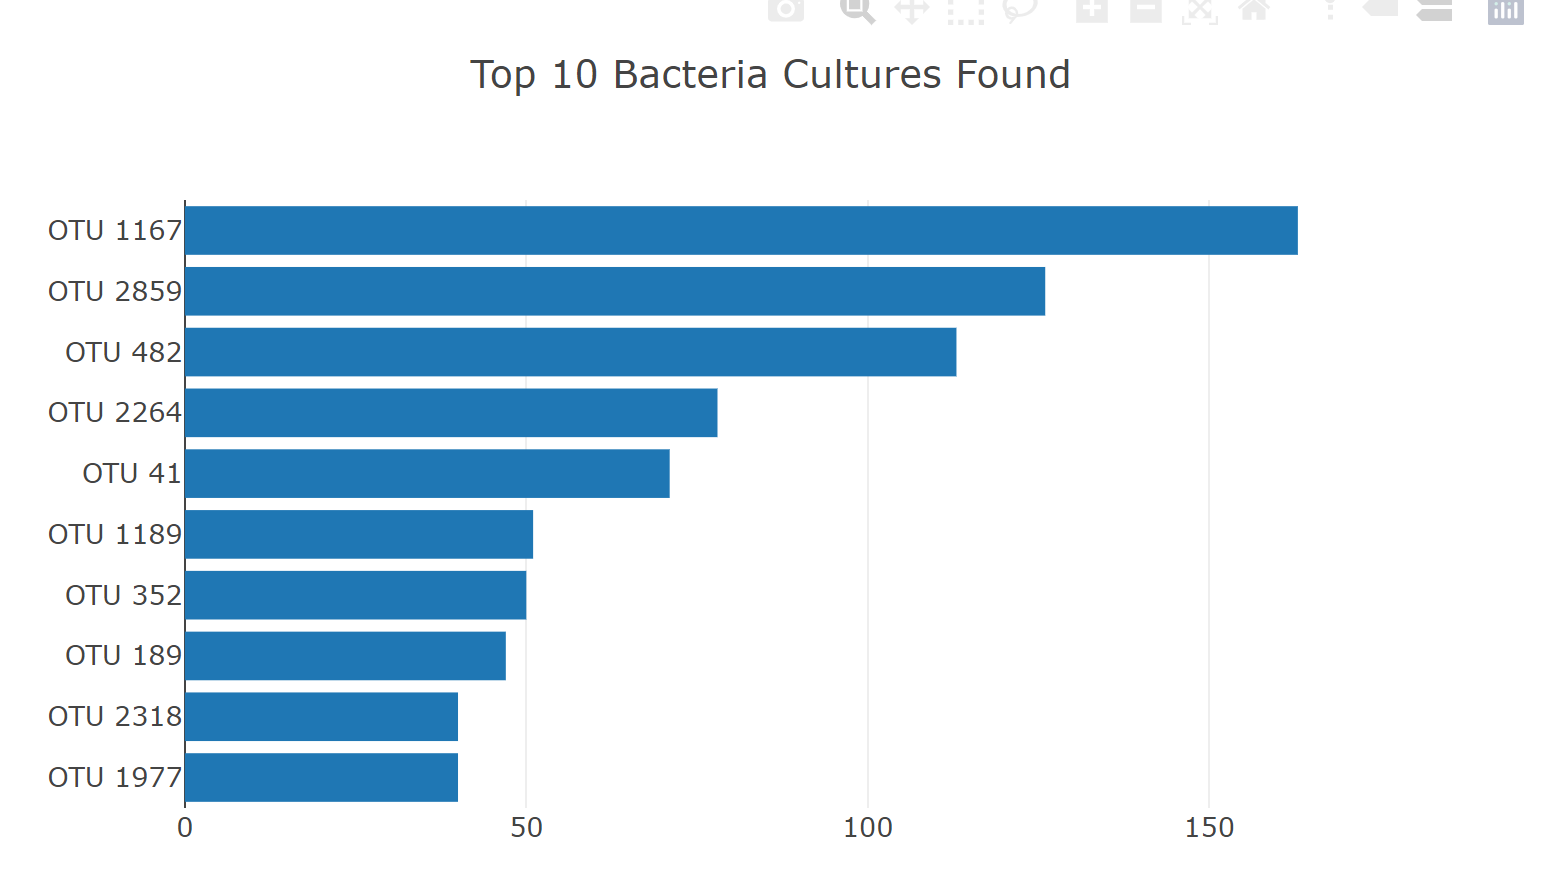 Top 10 Bacteria Cultures Found
OTU 1167
OTU 2859
OTU 482
OTU 2264
OTU 41
OTU 1189
OTU 352
OTU 189
OTU 2318
OTU 1977
0 50 100 150